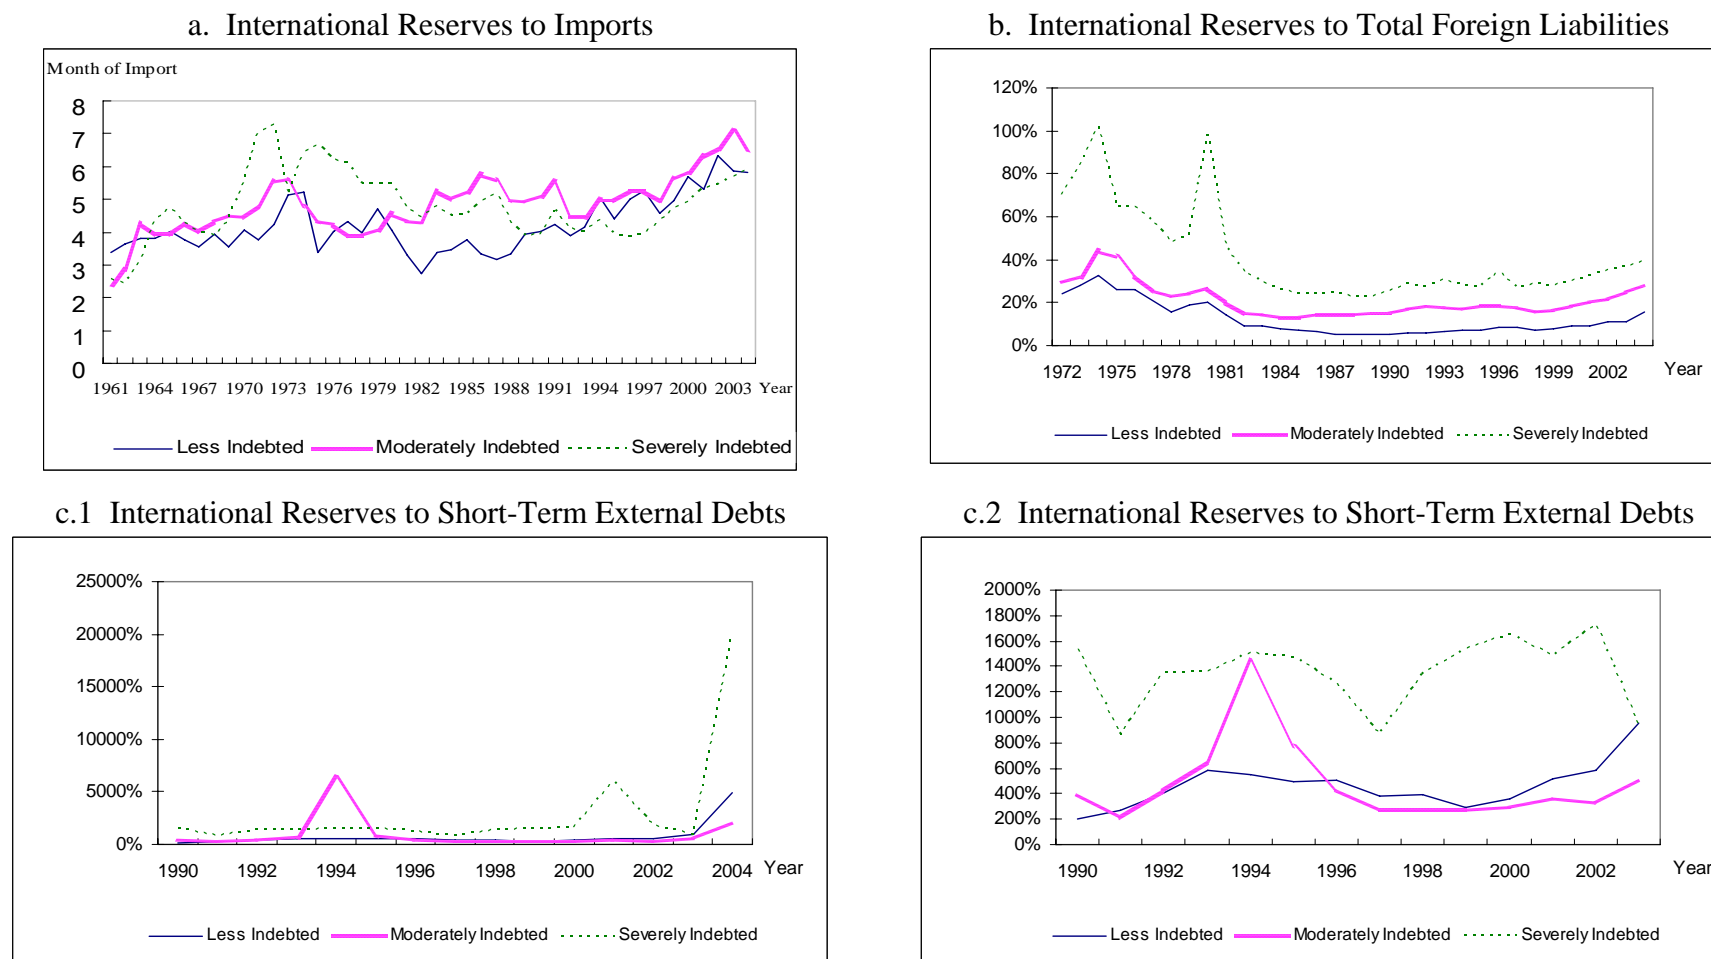 a. International Reserves to Imports
Month of Import
8
7
6
5
4
3
2
1
0
1961 1964 1967 1970 1973 1976 1979 1982 1985 1988 1991 1994 1997 2000 2003 Year
Less Indebted Moderately Indebted Severely Indebted
b. International Reserves to Total Foreign Liabilities
120%
100%
80%
60%
40%
20%
0%
1972 1975 1978 1981 1984 1987 1990 1993 1996 1999 2002 Year
Less Indebted Moderately Indebted Severely Indebted
c.1 International Reserves to Short-Term External Debts
25000%
20000%
15000%
10000%
5000%
0%
1990 1992 1994 1996 1998 2000 2002 2004 Year
Less Indebted Moderately Indebted Severely Indebted
c.2 International Reserves to Short-Term External Debts
2000%
1800%
1600%
1400%
1200%
1000%
800%
600%
400%
200%
0%
1990 1992 1994 1996 1998 2000 2002 Year
Less Indebted Moderately Indebted Severely Indebted